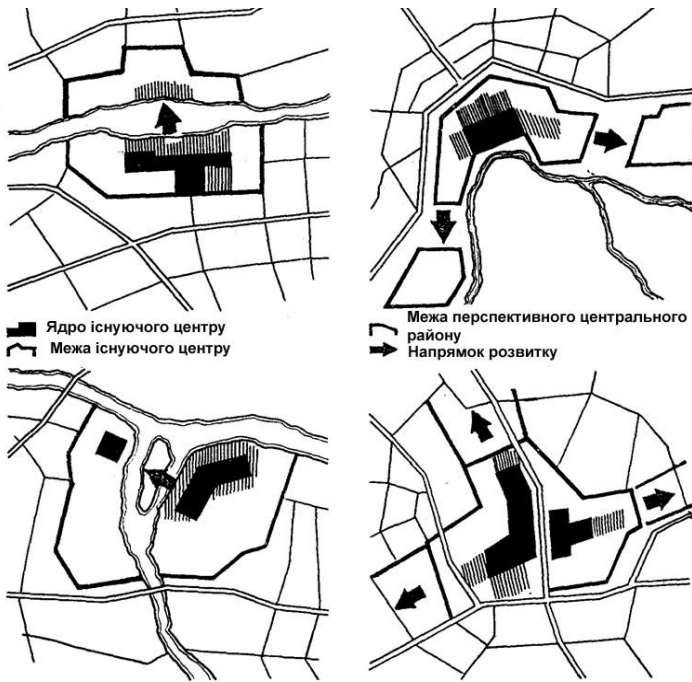 Ядро існуючого центру
Межа існуючого центру
Межа перспективного центрального
району
Напрямок розвитку